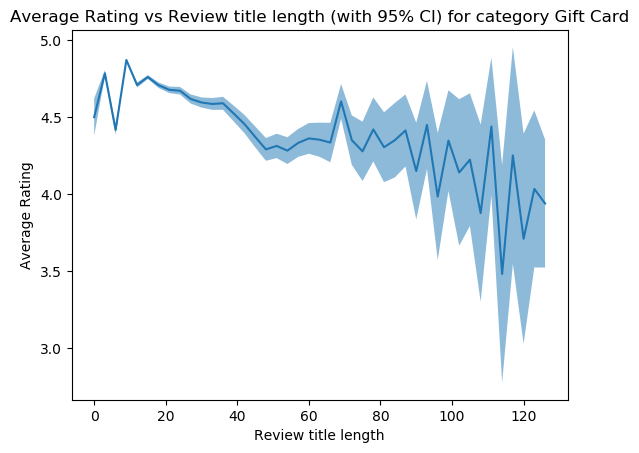 Average Rating vs Review title length (with 95% CI) for category Gift Card
5.0
4.5
4.0
3.5
3.0
Average Rating
0 20 40 60 80 100 120
Review title length